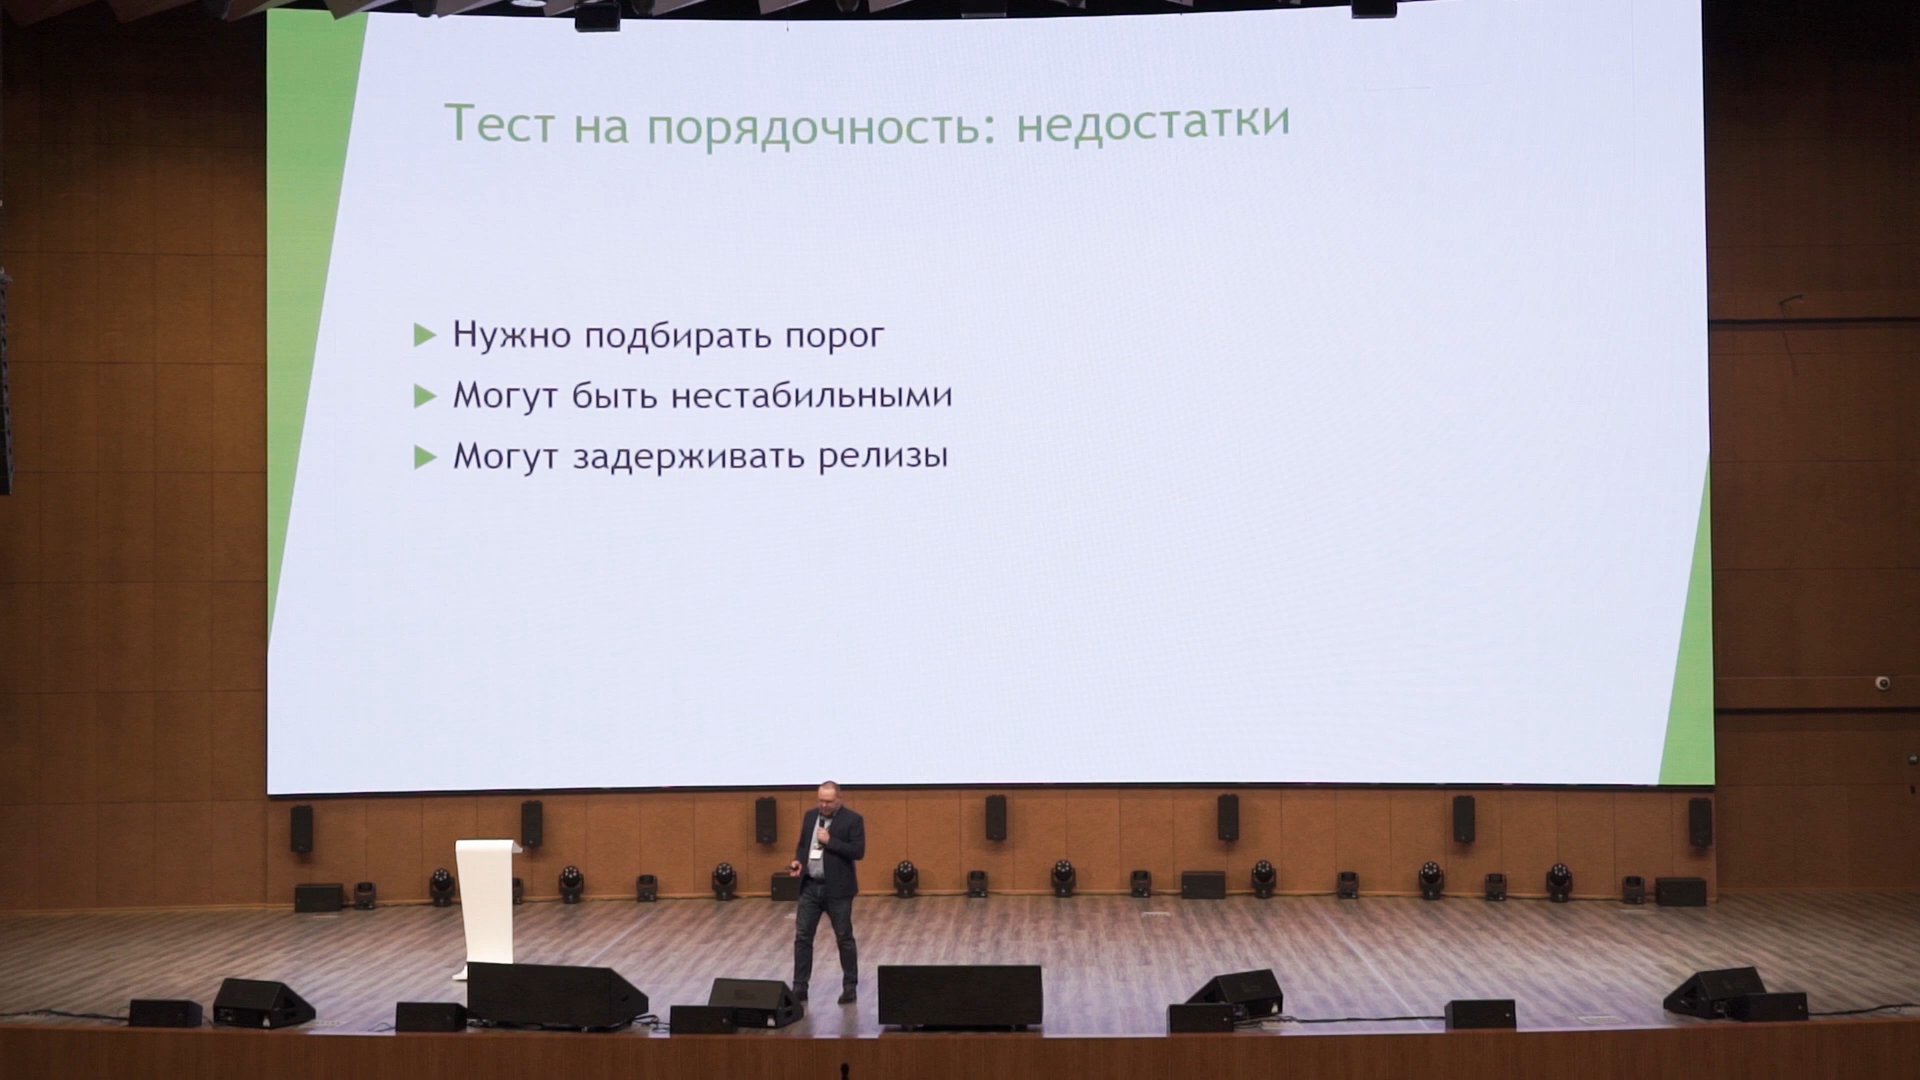 Тест на порядочность: недостатки
Нужно подбирать порог
Могут быть нестабильными
Могут задерживать релизы